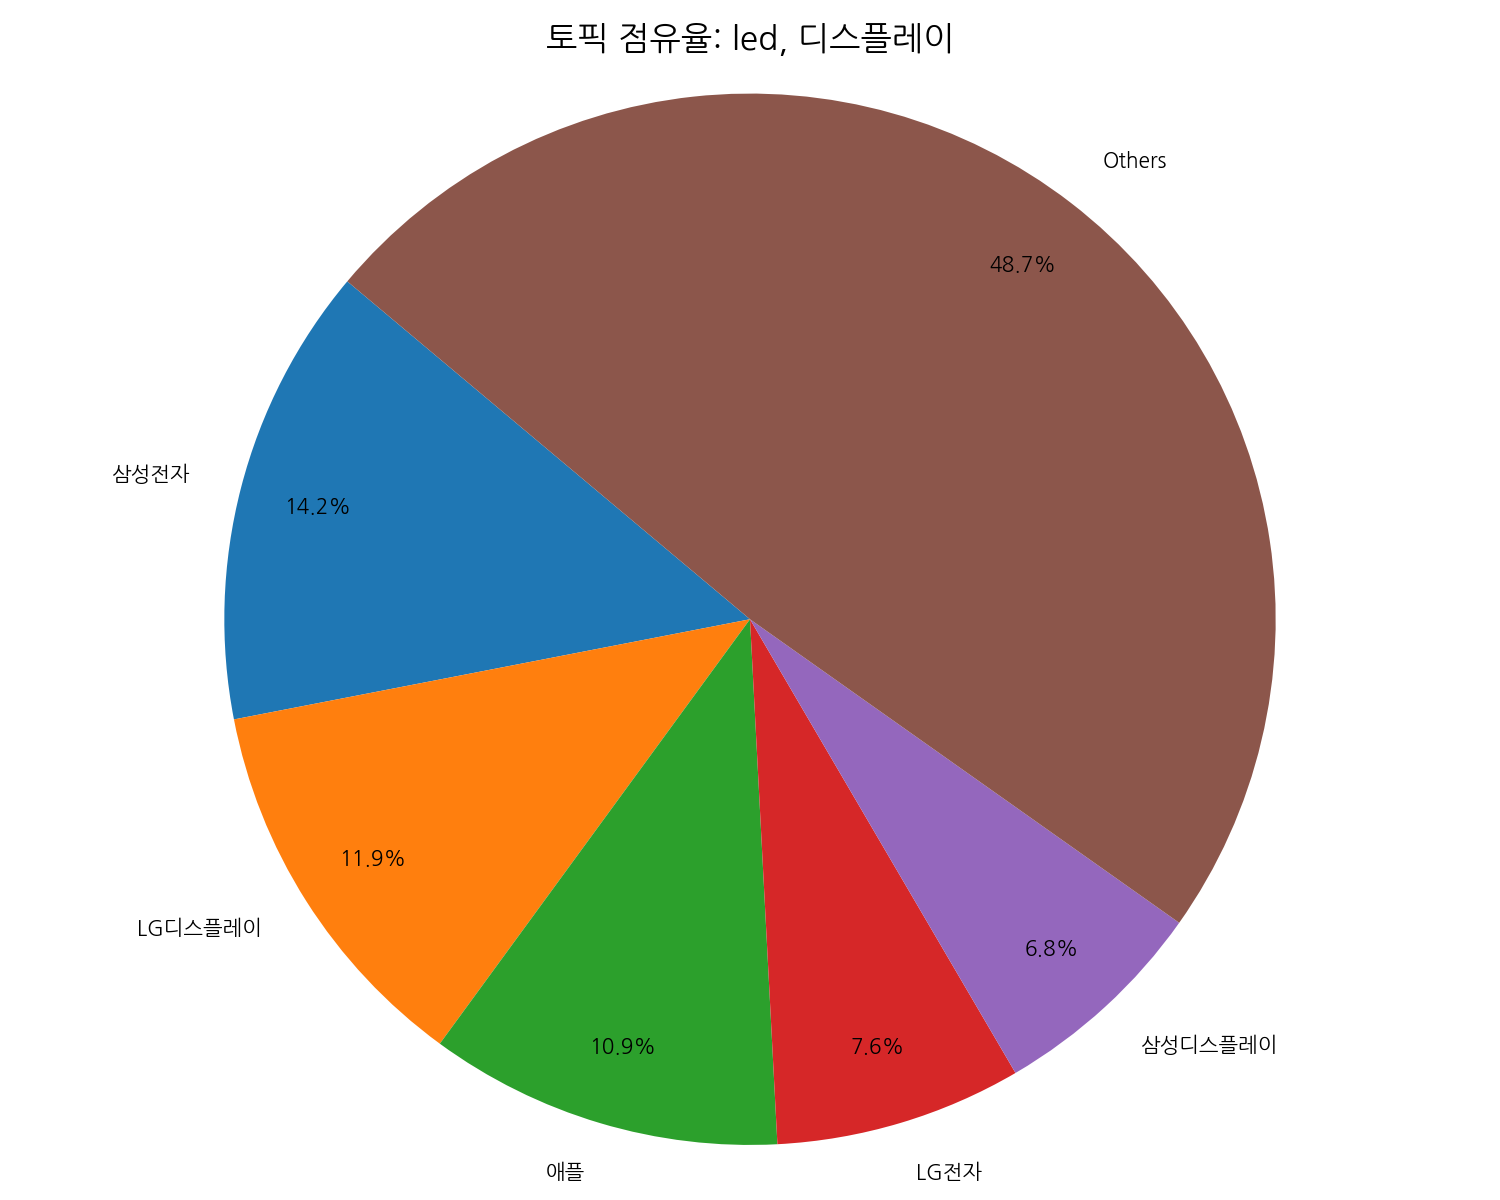 토픽 점유율: led, 디스플레이
Others
48.7%
삼성전자
14.2%
11.9%
LG디스플레이
6.8%
10.9%
7.6%
삼성디스플레이
애플
LG전자